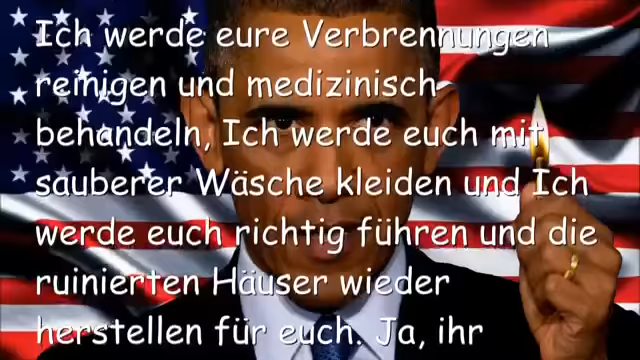 Ich werde eure Verbrennungen
reinigen und medizinisch
behandeln, Ich werde euch mit
sauberer Wäsche kleiden und Ich
werde euch richtig führen und die
ruinierten Häuser wieder
herstellen für euch. Ja, ihr